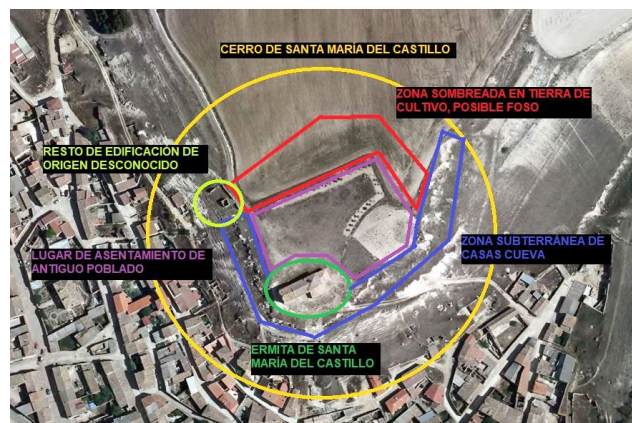 CERRO DE SANTA MARÍA DEL CASTILLO
ZONA SOMBREADA EN TIERRA DE
CULTIVO, POSIBLE FOSO
RESTO DE EDIFICACIÓN DE
ORIGEN DESCONOCIDO
LUGAR DE ASENTAMIENTO DE
ANTIGUO POBLADO
ZONA SUBTERRÁNEA DE
CASAS CUEVA
ERMITA DE SANTA
MARÍA DEL CASTILLO